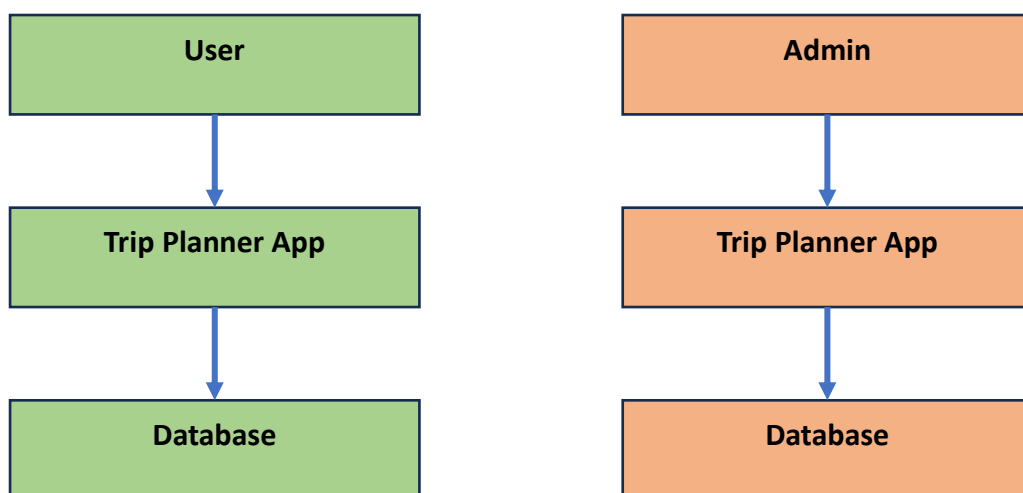 User
Admin
Trip Planner App
Trip Planner App
Database
Database